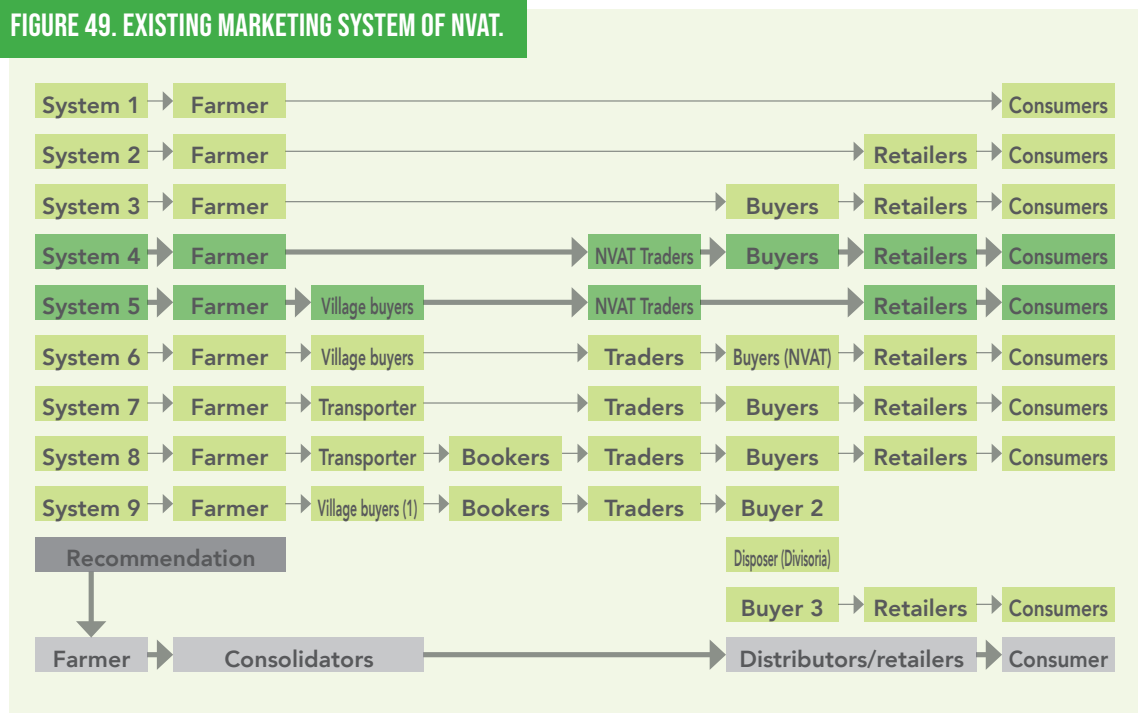 FIGURE 49. EXISTING MARKETING SYSTEM OF NVAT.
System 1 Farmer Consumers
System 2 Farmer Retailers Consumers
System 3 Farmer Buyers Retailers Consumers
System 4 Farmer NVAT Traders Buyers Retailers Consumers
System 5 Farmer Village buyers NVAT Traders Retailers Consumers
System 6 Farmer Village buyers Traders Buyers (NVAT) Retailers Consumers
System 7 Farmer Transporter Traders Buyers Retailers Consumers
System 8 Farmer Transporter Bookers Traders Buyers Retailers Consumers
System 9 Farmer Village buyers (1) Bookers Traders Buyer 2
Recommendation Disposer (Divisoria)
Buyer 3 Retailers Consumers
Farmer Consolidators Distributors/retailers Consumer